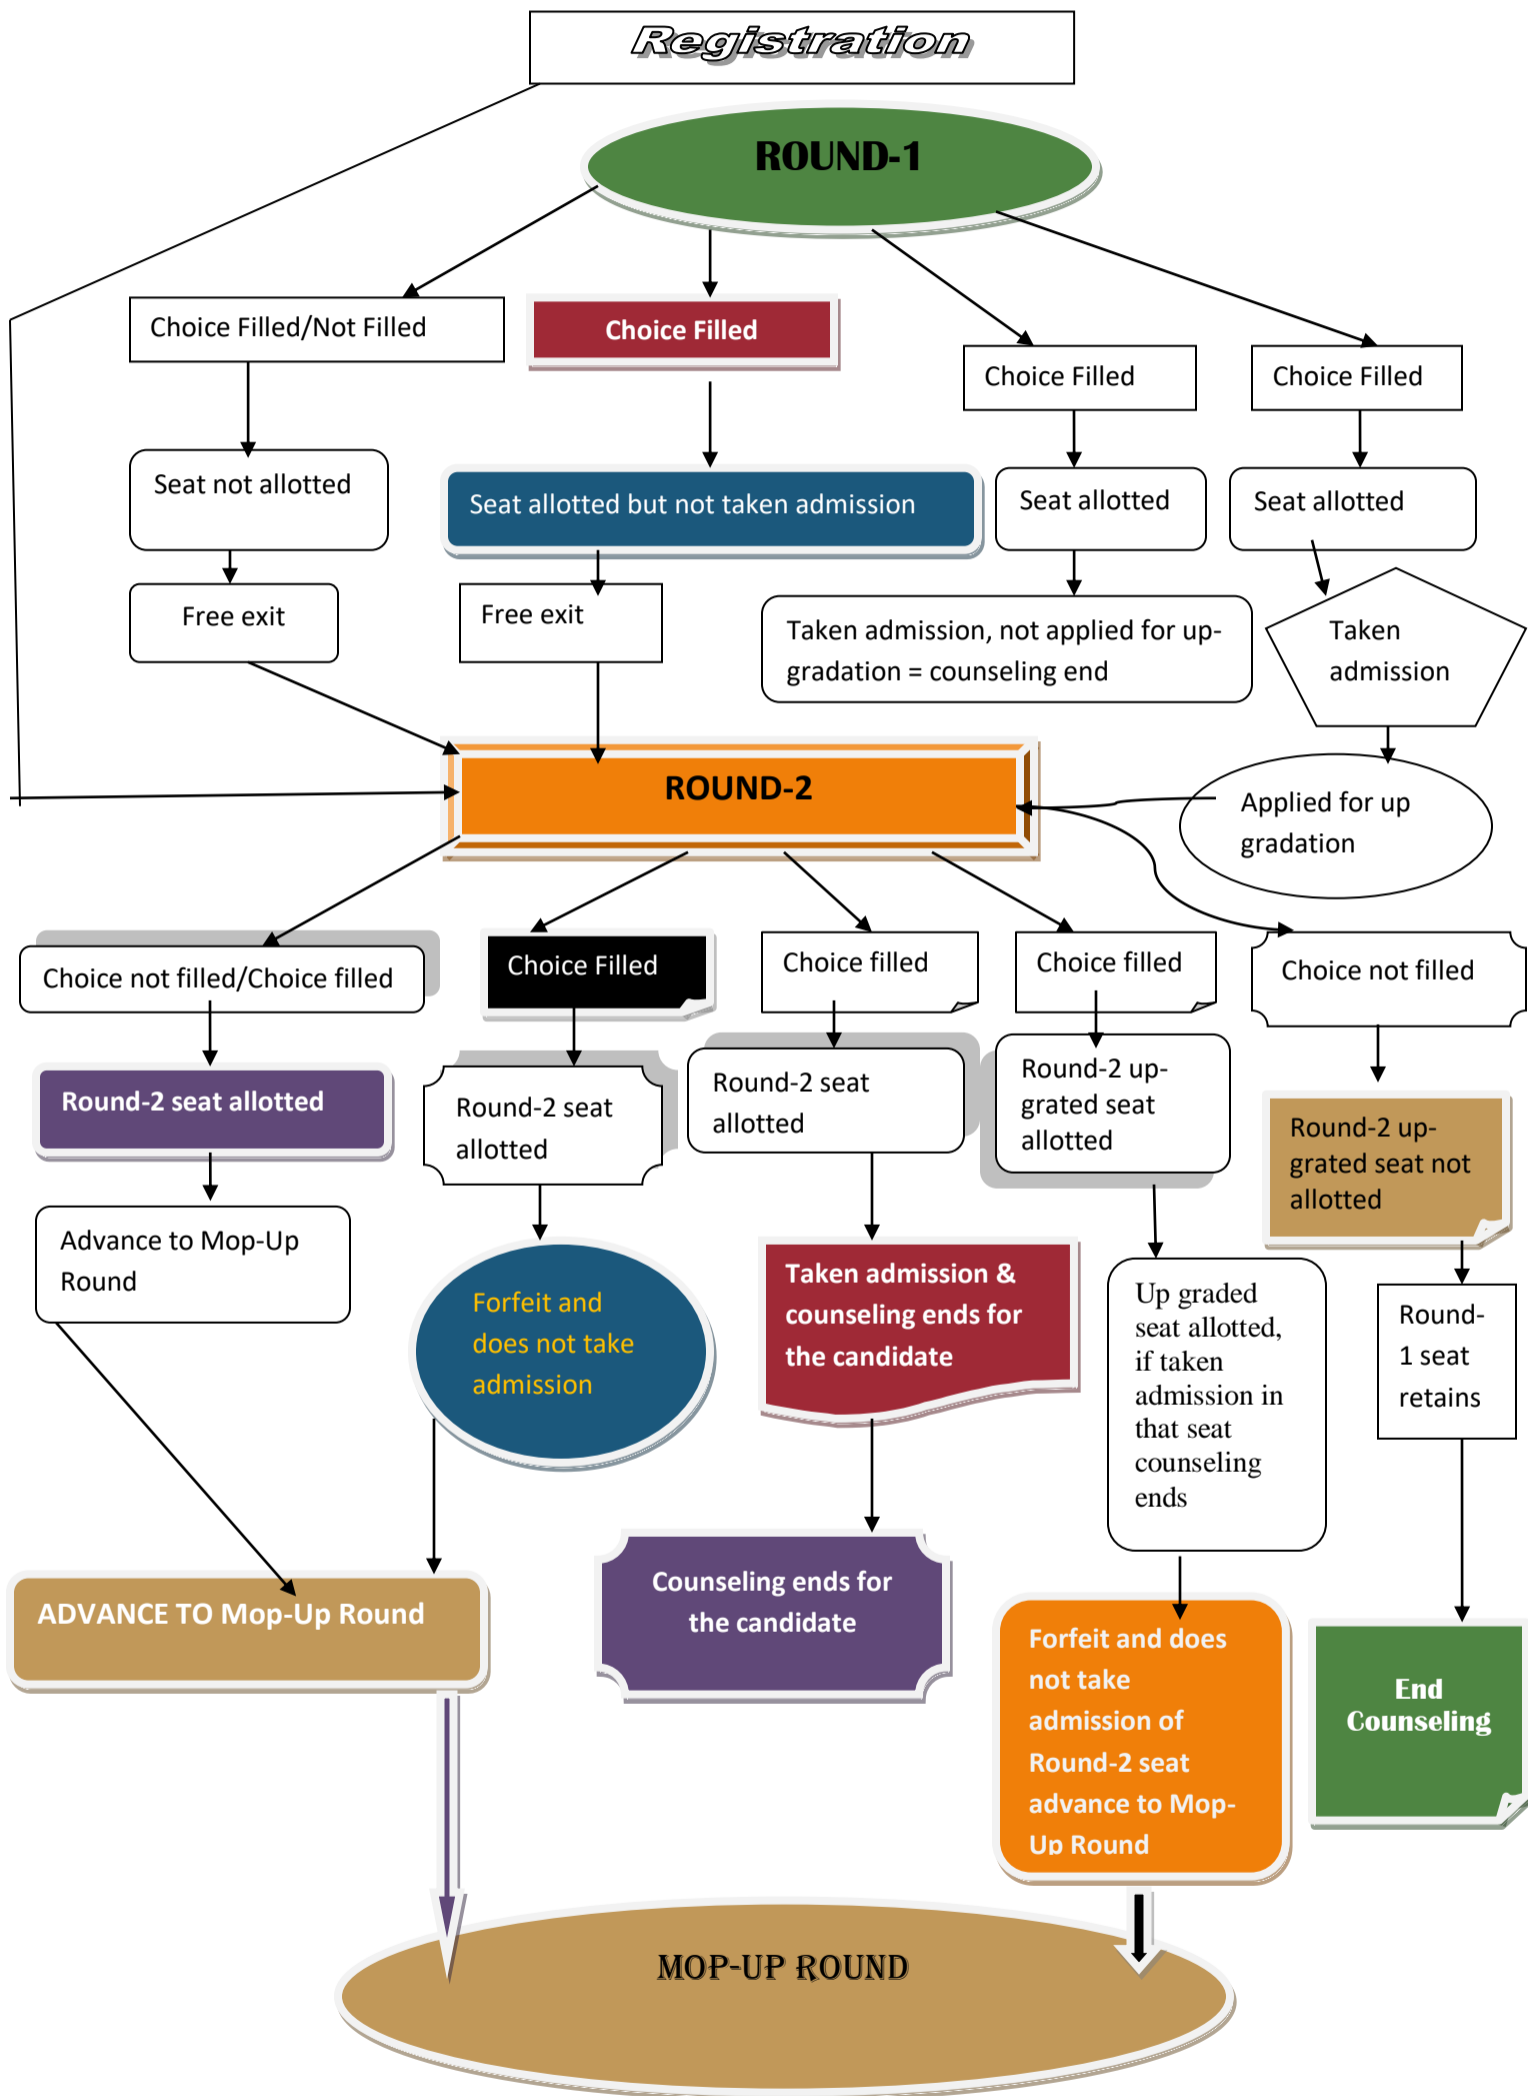 Registration
ROUND-1
Choice Filled/Not Filled
Choice Filled
Choice Filled
Choice Filled
Seat not allotted
Seat allotted but not taken admission
Seat allotted
Seat allotted
Free exit
Free exit
Taken admission, not applied for up-
gradation = counseling end
Taken
admission
ROUND-2
Applied for up
gradation
Choice not filled/Choice filled
Choice Filled
Choice filled
Choice filled
Choice not filled
Round-2 seat allotted
Round-2 seat
allotted
Round-2 seat
allotted
Round-2 up-
grated seat
allotted
Round-2 up-
grated seat not
allotted
Advance to Mop-Up
Round
Forfeit and
does not take
admission
Taken admission &
counseling ends for
the candidate
Up graded
seat allotted,
if taken
admission in
that seat
counseling
ends
Round-
1 seat
retains
ADVANCE TO Mop-Up Round
Counseling ends for
the candidate
Forfeit and does
not take
admission of
Round-2 seat
advance to Mop-
Up Round
End
Counseling
MOP-UP ROUND